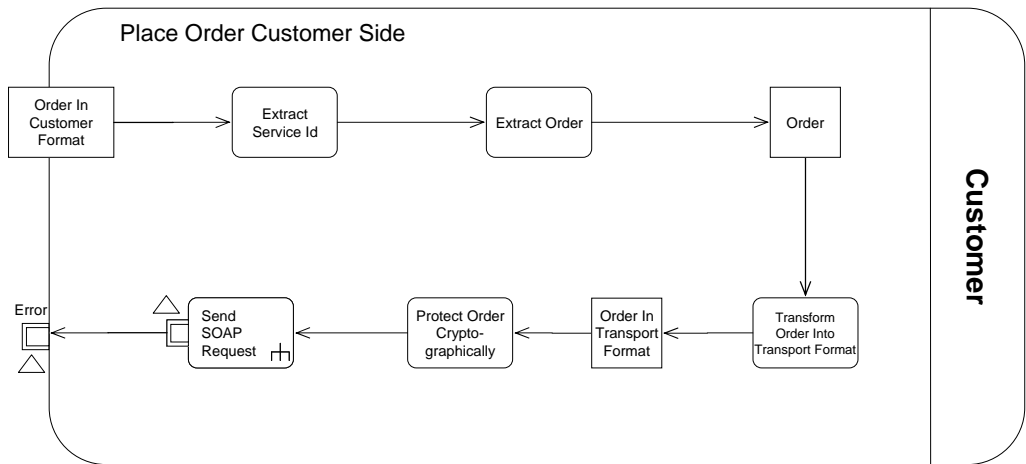 Place Order Customer Side
Order In
Customer
Format
Extract
Service Id
Extract Order
Order
Customer
Error
Send
SOAP
Request
Protect Order
Crypto-
graphically
Order In
Transport
Format
Transform
Order Into
Transport Format